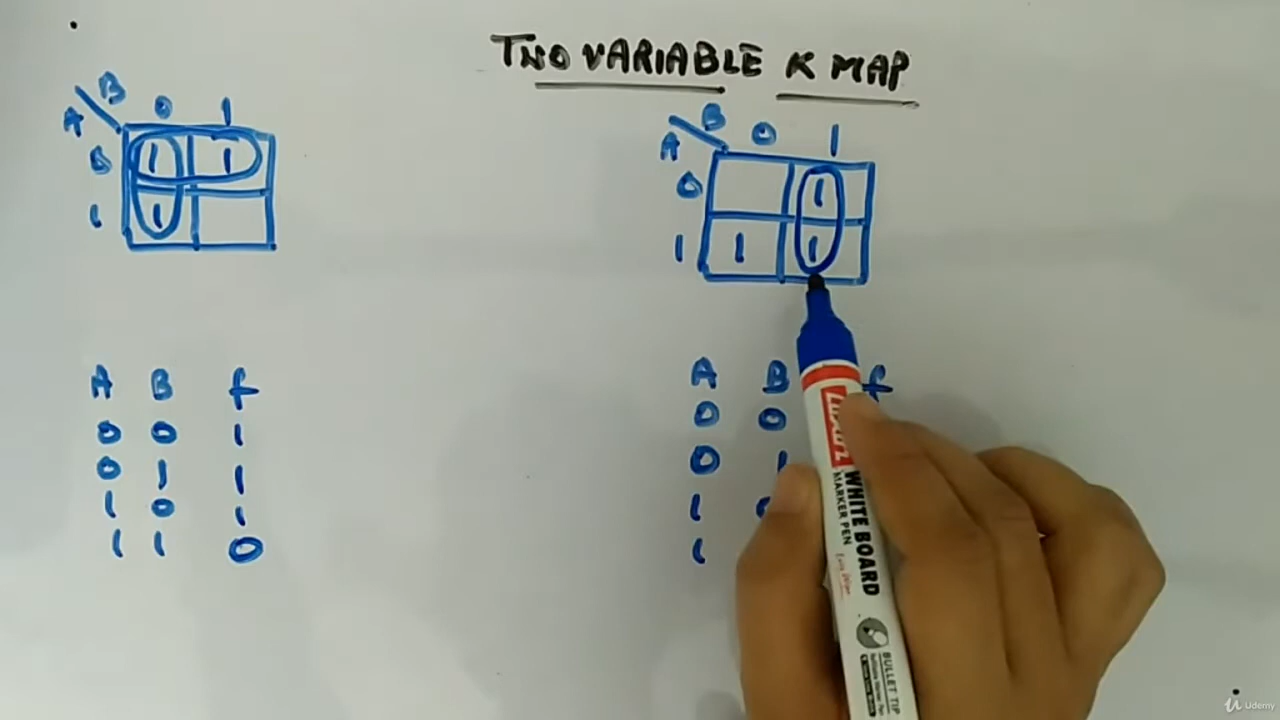 TWO VARIABLE K MAP
B
A 0 1
0 1 1
1 1
B
A 0 1
0 1
1 1 1
A B f
0 0 1
0 1 1
1 0 1
1 1 0
A B f
0 0
0 1
1 0
1
WHITE BOARD
MARKER PEN
BULLET TIP
Udemy